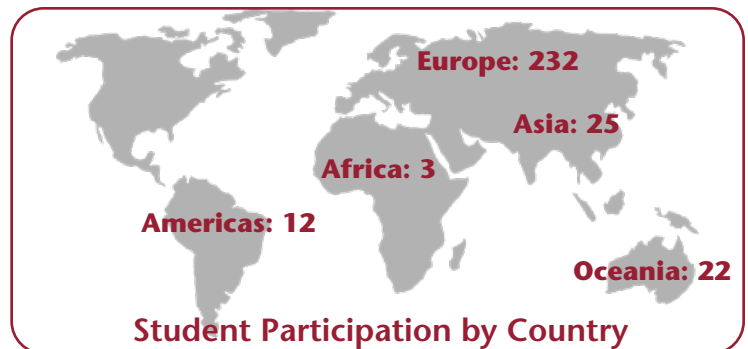 Europe: 232
Asia: 25
Africa: 3
Americas: 12
Oceania: 22
Student Participation by Country